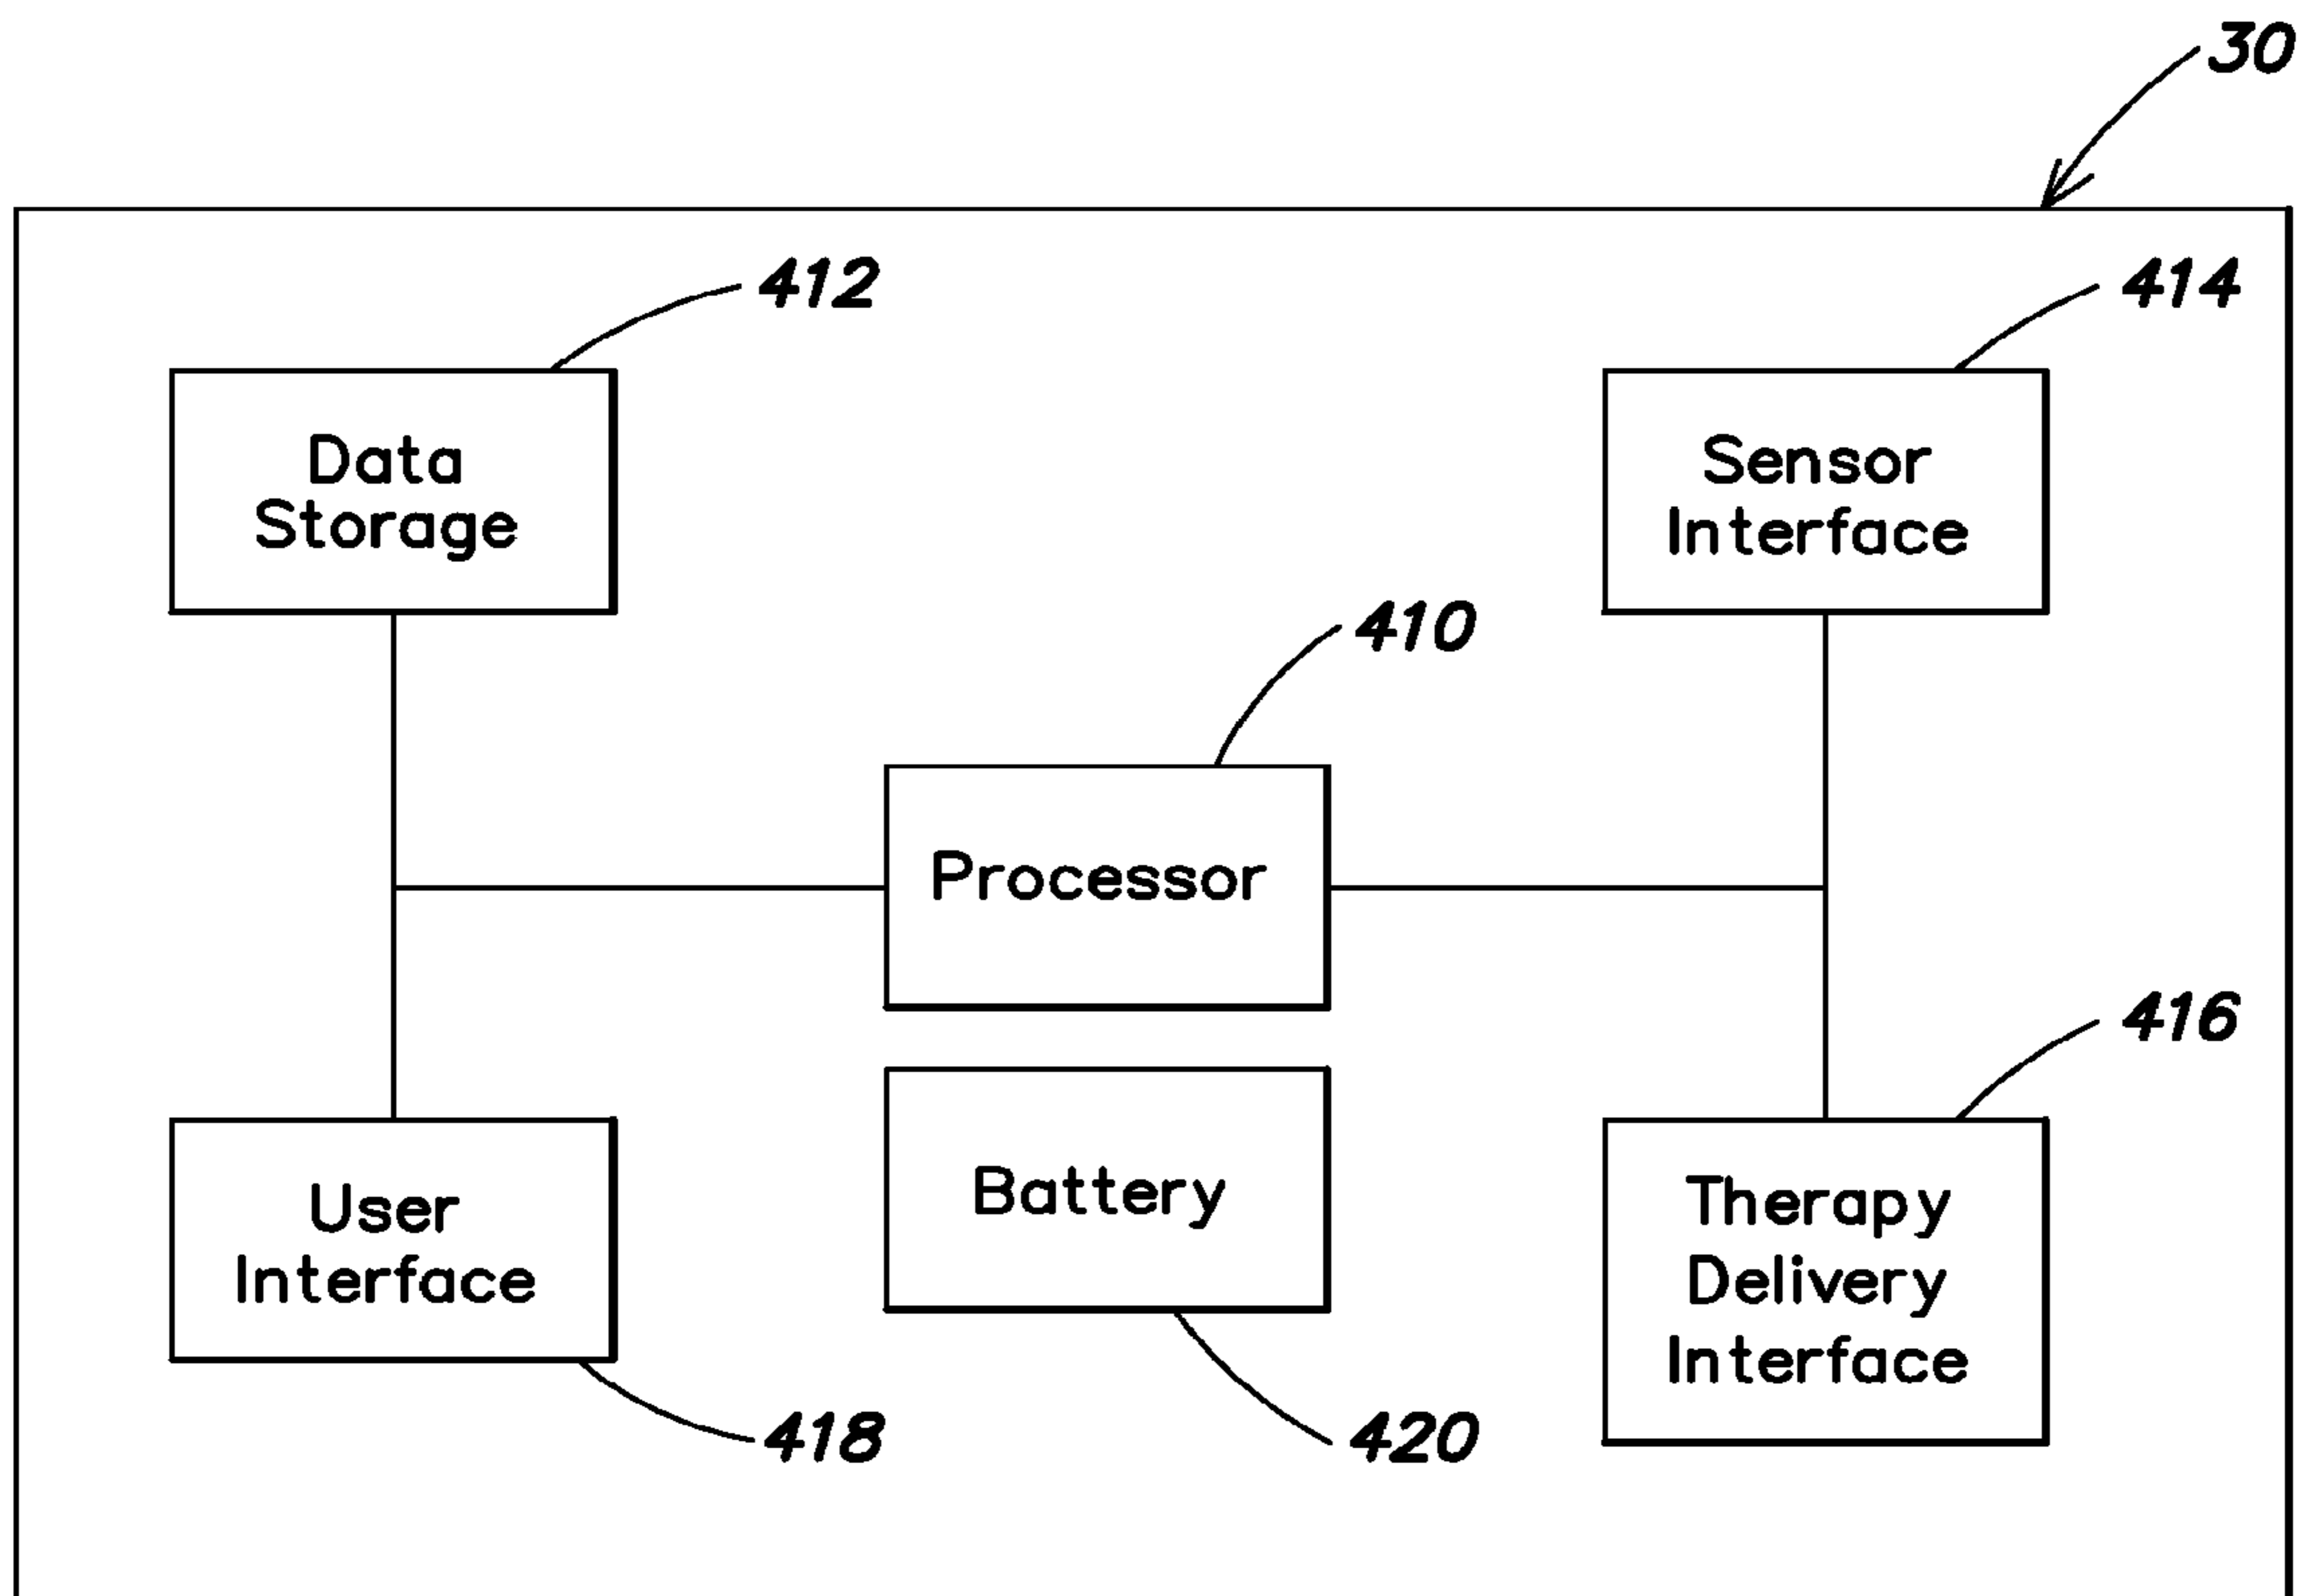 30
412
414
Data
Storage
Sensor
Interface
410
Processor
416
Battery
User
Interface
Therapy
Delivery
Interface
418
420